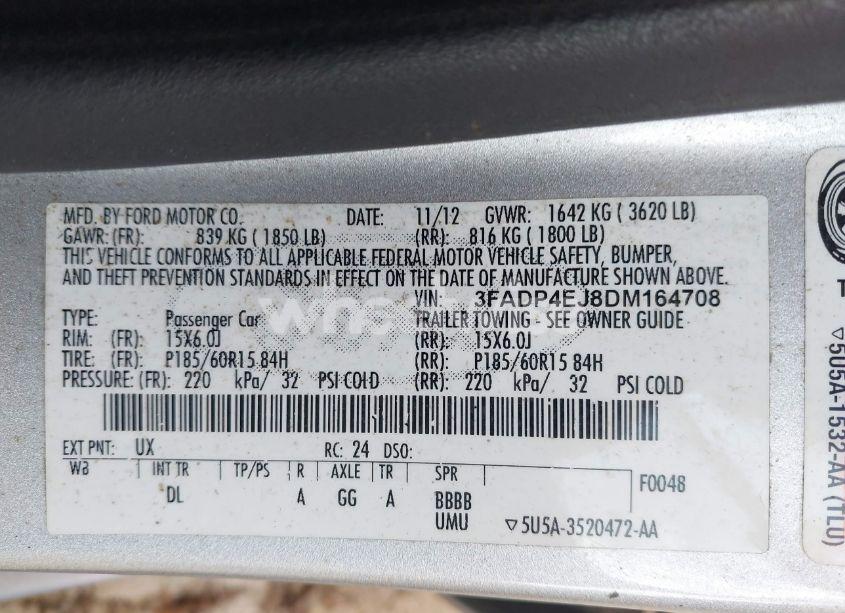 MFD. BY FORD MOTOR CO. DATE: 11/12 GVWR: 1642 KG ( 3620 LB)
GAWR: (FR): 839 KG ( 1850 LB) (RR): 816 KG ( 1800 LB)
THIS VEHICLE CONFORMS TO ALL APPLICABLE FEDERAL MOTOR VEHICLE SAFETY, BUMPER,
AND THEFT PREVENTION STANDARDS IN EFFECT ON THE DATE OF MANUFACTURE SHOWN ABOVE.
VIN: 3FADP4EJ8DM164708
TYPE: Passenger Car TRAILER TOWING - SEE OWNER GUIDE
RIM: (FR): 15X6.0J (RR): 15X6.0J
TIRE: (FR): P185/60R15 84H (RR): P185/60R15 84H
PRESSURE: (FR): 220 kPa/ 32 PSI COLD (RR): 220 kPa/ 32 PSI COLD
EXT PNT: UX RC: 24 DSO:
WB INT TR TP/PS R AXLE TR SPR
DL A GG A BBBB
UMU
F0048
▽5U5A-3520472-AA
▽5U5A-1532-AA (TLU)